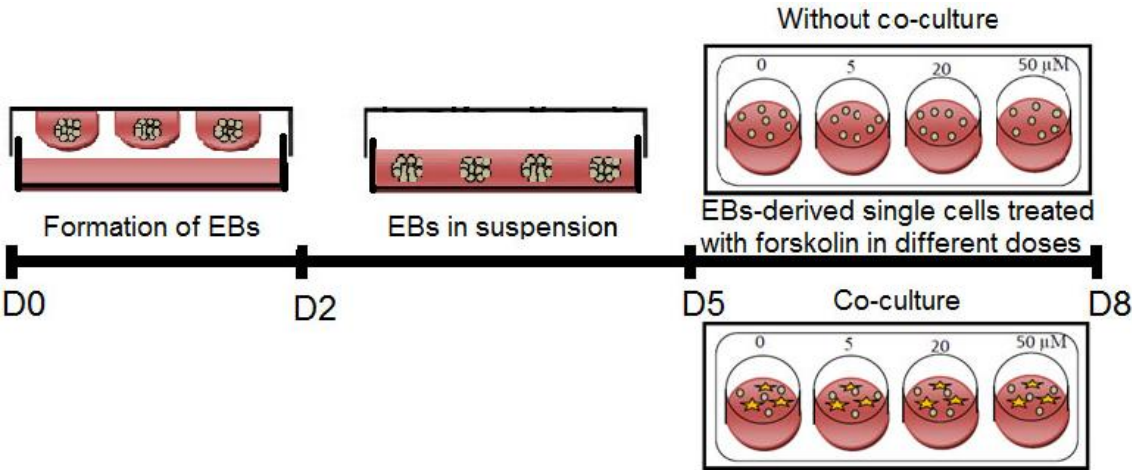 Without co-culture
0 5 20 50 µM
Formation of EBs
EBs in suspension
EBs-derived single cells treated
with forskolin in different doses
D0 D2 D5 D8
Co-culture
0 5 20 50 µM